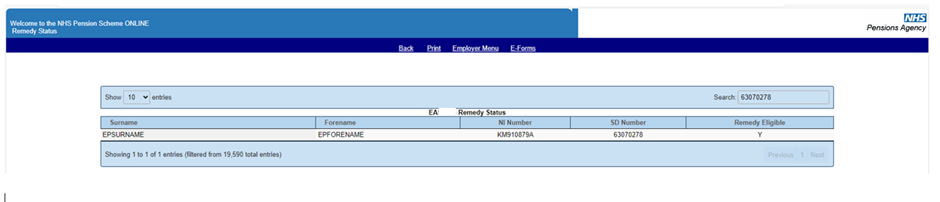 Welcome to the NHS Pension Scheme ONLINE
Remedy Status
NHS
Pensions Agency
Back Print Employer Menu E-Forms
Show 10 entries Search: 63070278
EA: Remedy Status
Surname Forename NI Number SD Number Remedy Eligible
EPSURNAME EPFORENAME KM910879A 63070278 Y
Showing 1 to 1 of 1 entries (filtered from 19,590 total entries)
Previous 1 Next